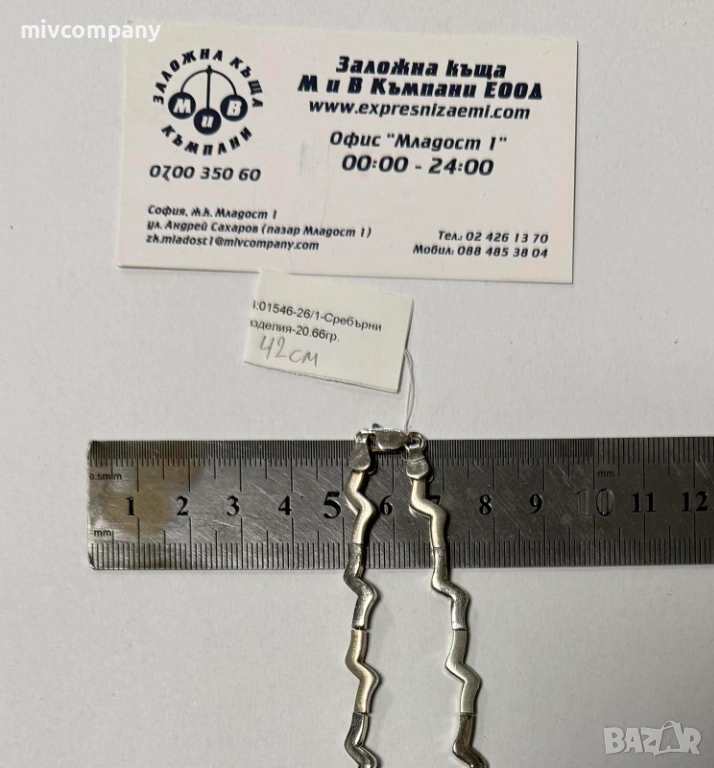 mivcompany
ЗАЛОЖНА КЪЩА
М И В
КЪМПАНИ
0700 350 60
Заложна къща
М и В Къмпани ЕООД
www.expresnizaemi.com
Офис "Младост 1"
00:00 - 24:00
София, ж.к. Младост 1
ул. Андрей Сахаров (пазар Младост 1)
zh.mladost1@mivcompany.com
Тел.: 02 426 13 70
Мобил: 088 485 38 04
:01546-26/1-Сребърни
изделия-20.66гр.
42см
0.5mm
mm
1 2 3 4 5 6 7 8 9 10 11 12
mm
mm
BAZAR